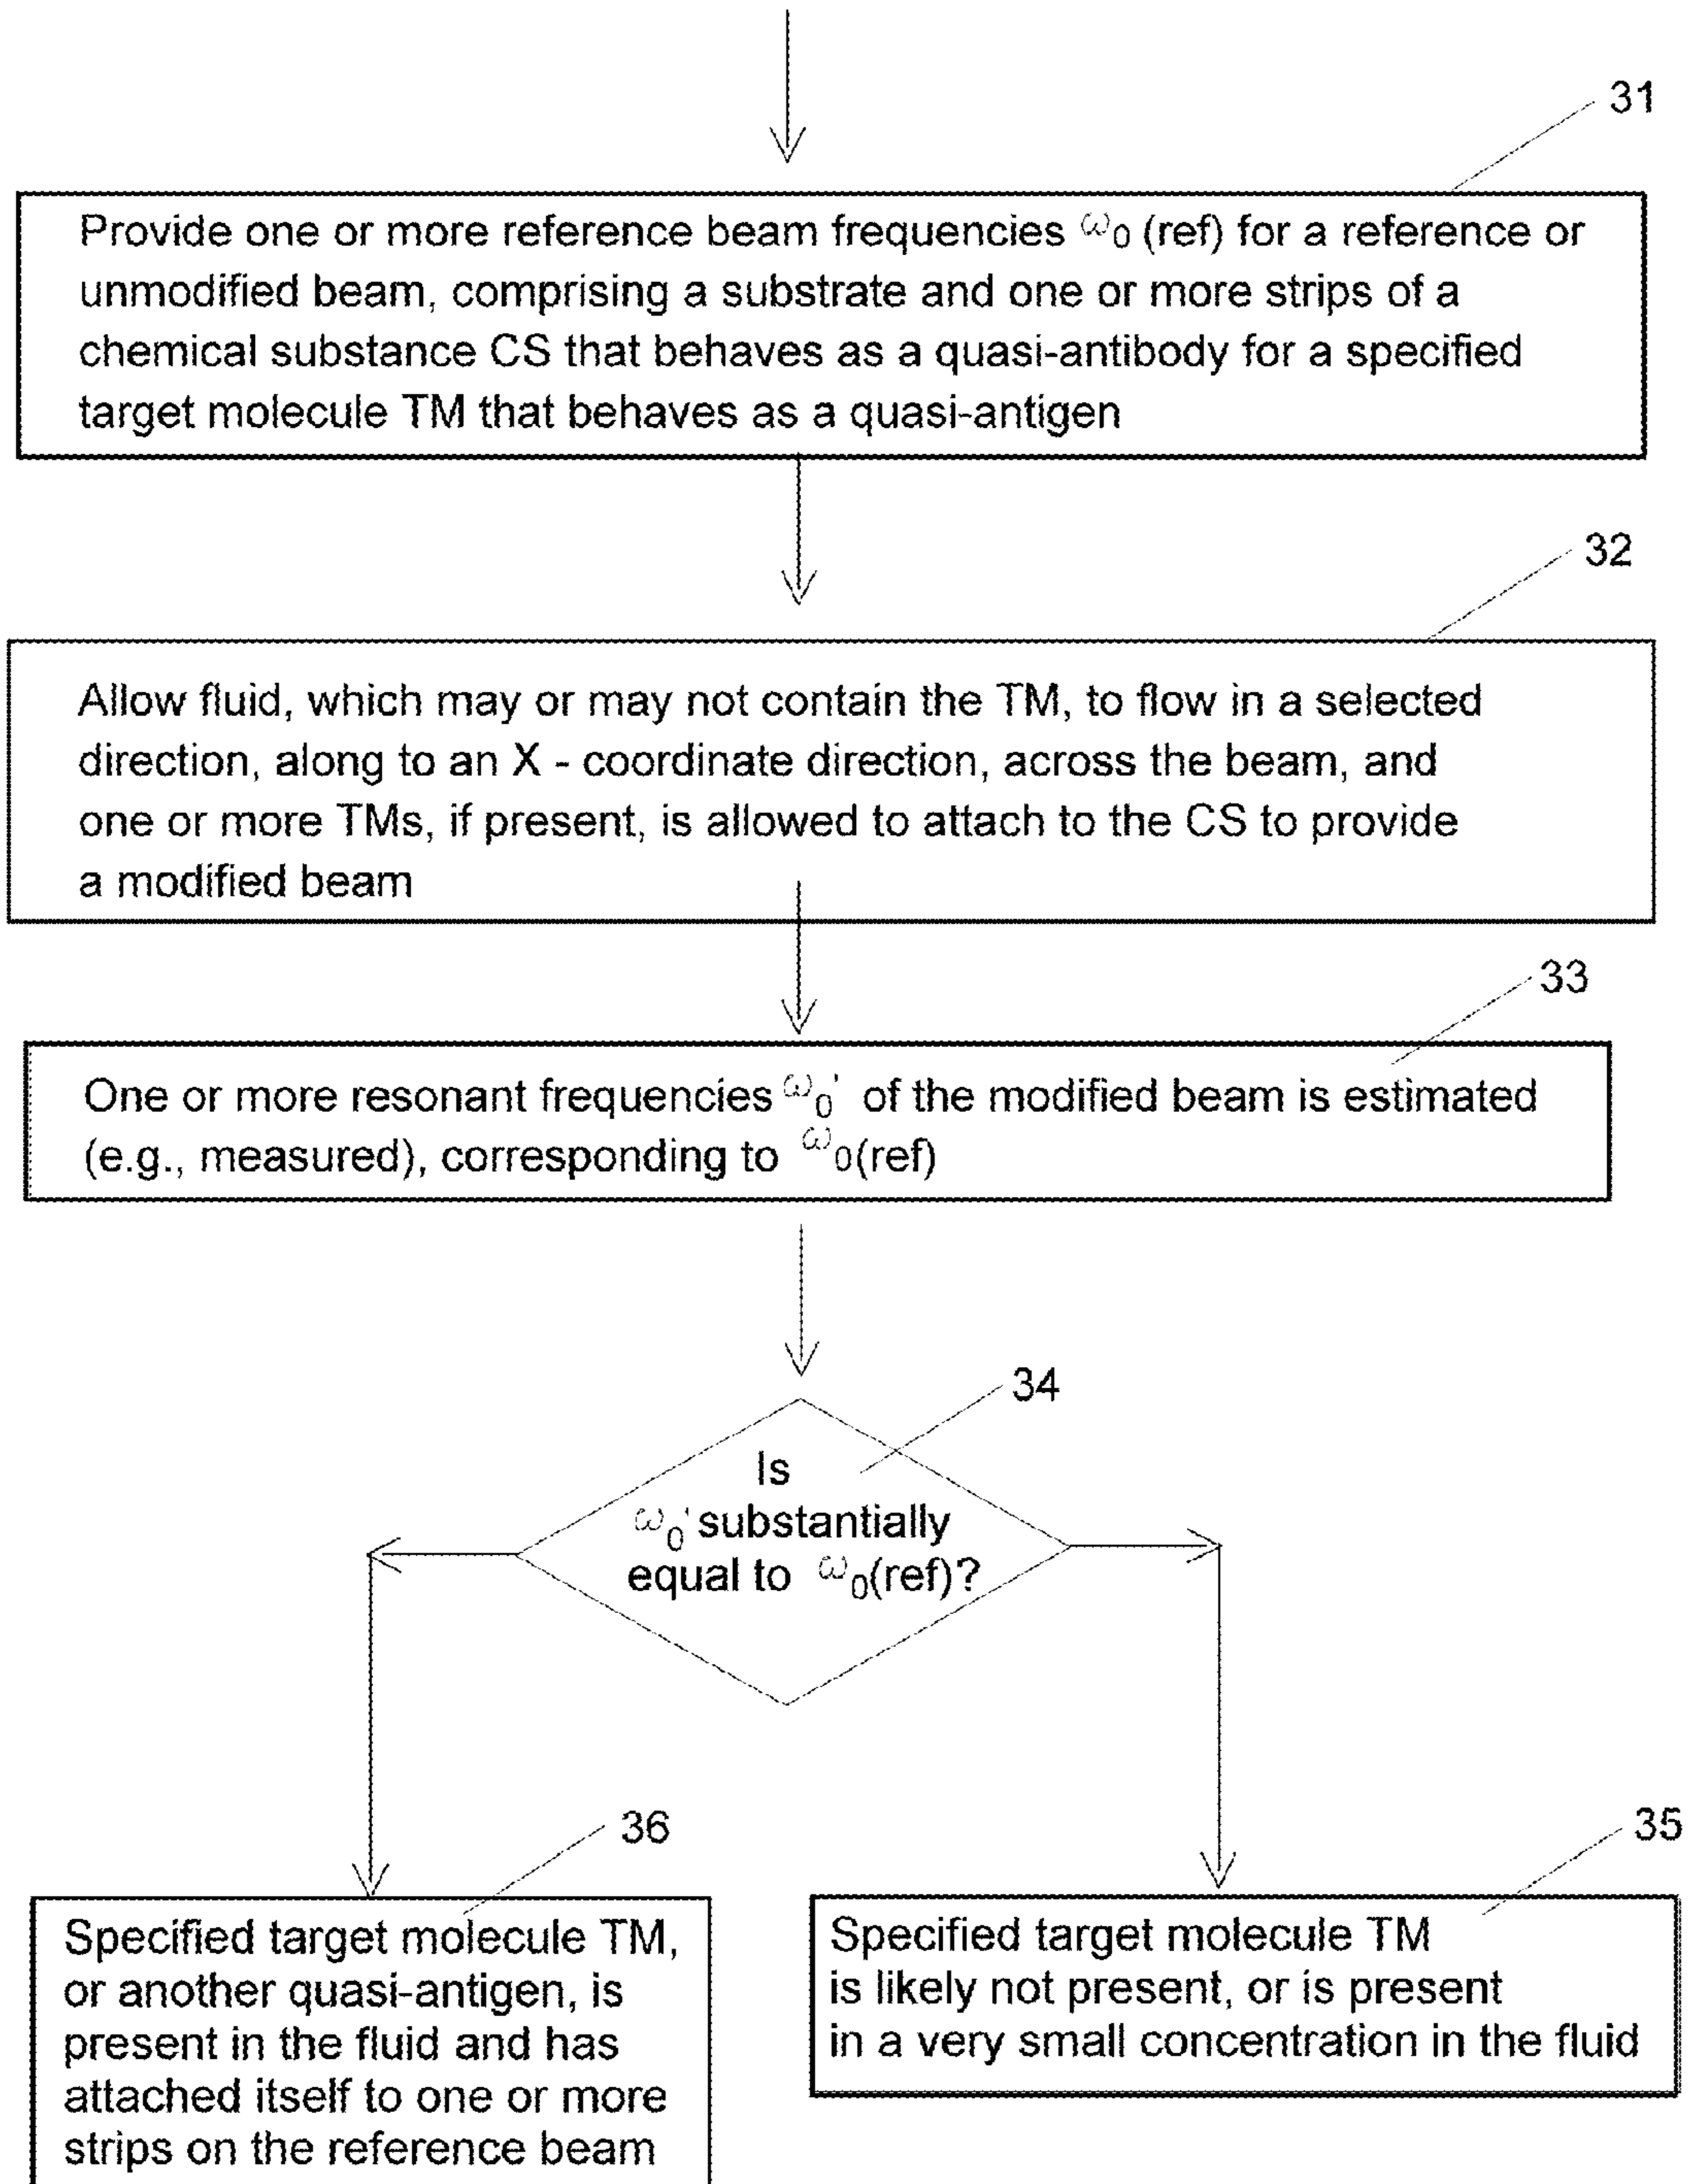 31
Provide one or more reference beam frequencies ω₀ (ref) for a reference or
unmodified beam, comprising a substrate and one or more strips of a
chemical substance CS that behaves as a quasi-antibody for a specified
target molecule TM that behaves as a quasi-antigen
32
Allow fluid, which may or may not contain the TM, to flow in a selected
direction, along to an X - coordinate direction, across the beam, and
one or more TMs, if present, is allowed to attach to the CS to provide
a modified beam
33
One or more resonant frequencies ω₀' of the modified beam is estimated
(e.g., measured), corresponding to ω₀(ref)
34
Is
ω₀' substantially
equal to ω₀(ref)?
36
Specified target molecule TM,
or another quasi-antigen, is
present in the fluid and has
attached itself to one or more
strips on the reference beam
35
Specified target molecule TM
is likely not present, or is present
in a very small concentration in the fluid